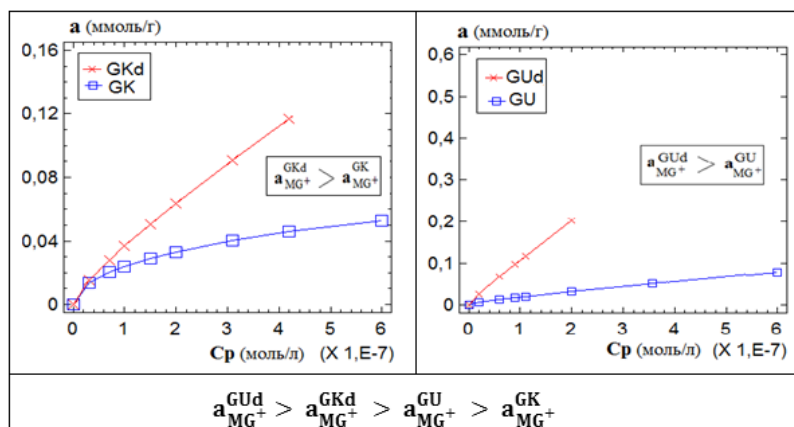 a (ммоль/г)
0,16
0,12
0,08
0,04
0
GKd
GK
a^GKd_MG+ > a^GK_MG+
0 1 2 3 4 5 6
Cp (моль/л) (X 1,E-7)
a (ммоль/г)
0,6
0,5
0,4
0,3
0,2
0,1
0
GUd
GU
a^GUd_MG+ > a^GU_MG+
0 1 2 3 4 5 6
Cp (моль/л) (X 1,E-7)
a^GUd_MG+ > a^GKd_MG+ > a^GU_MG+ > a^GK_MG+